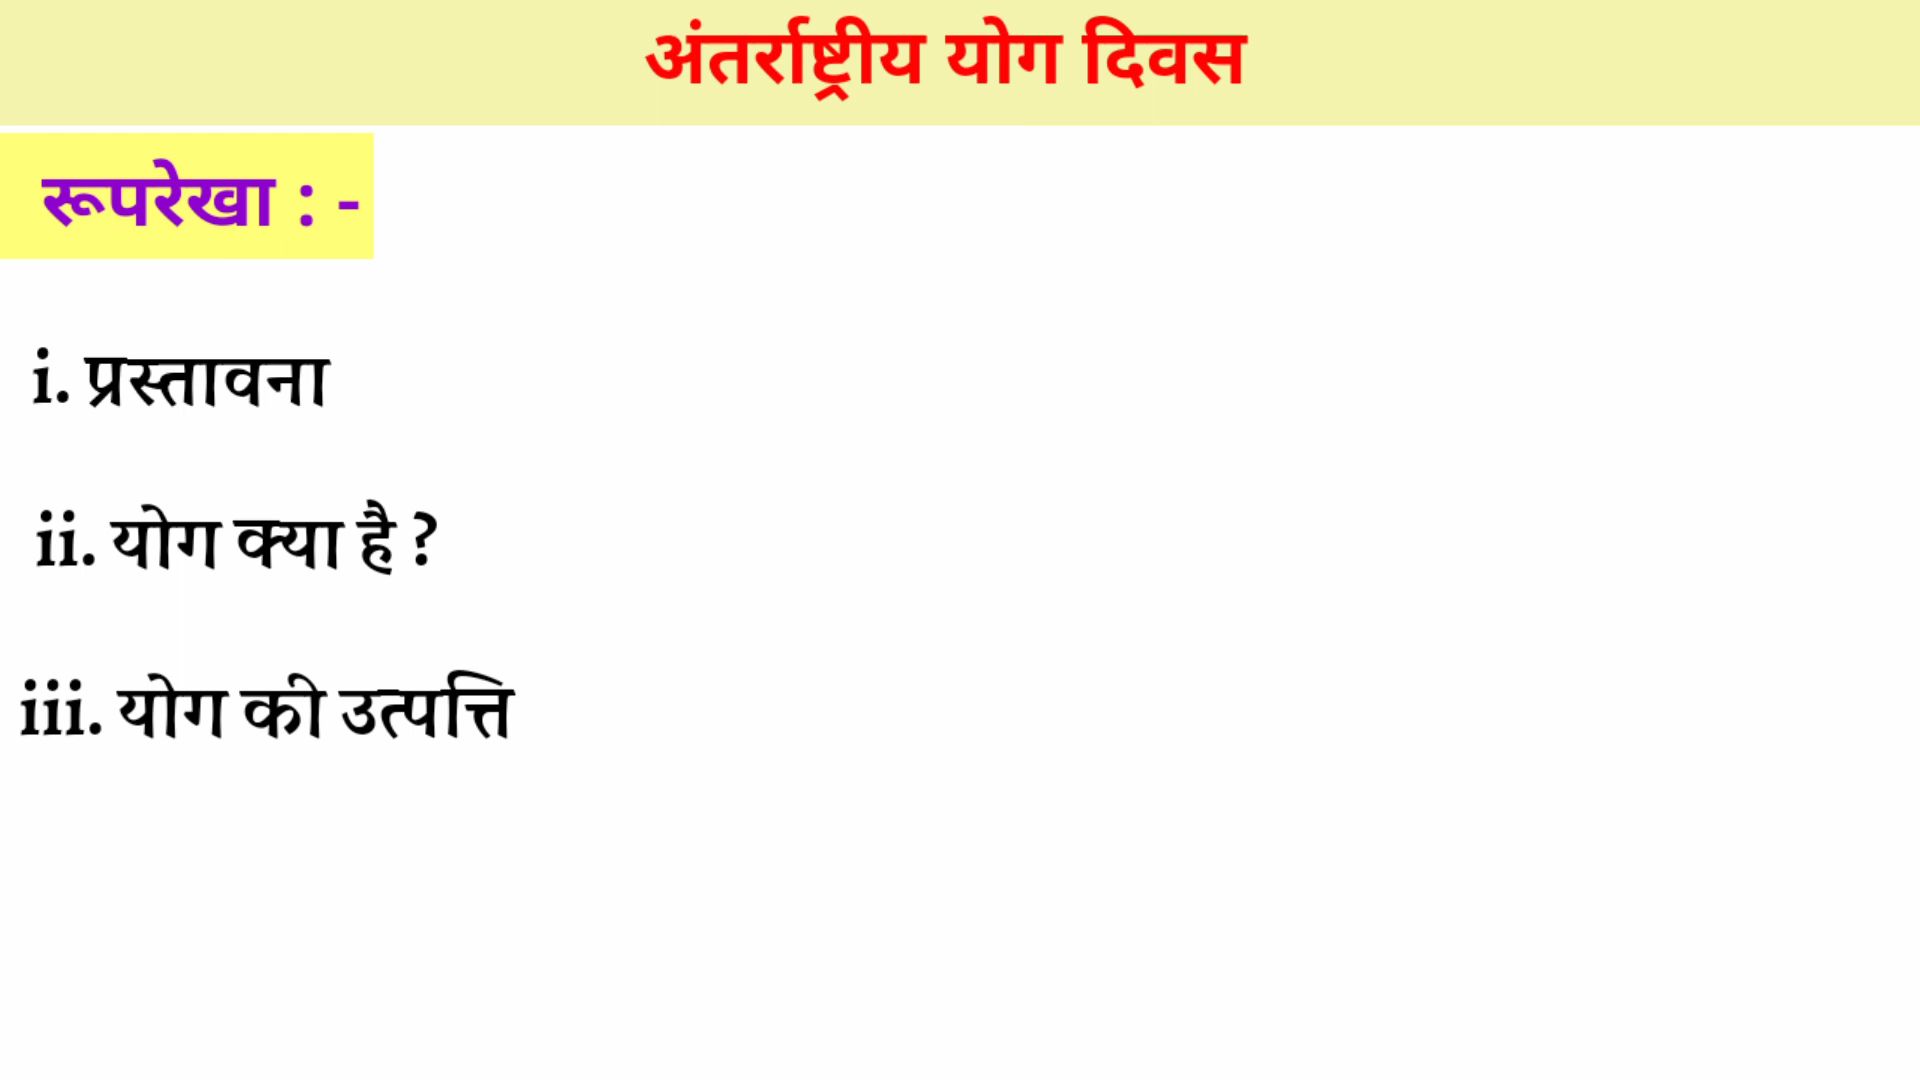 अंतर्राष्ट्रीय योग दिवस
रूपरेखा : -
i. प्रस्तावना
ii. योग क्या है ?
iii. योग की उत्पत्ति